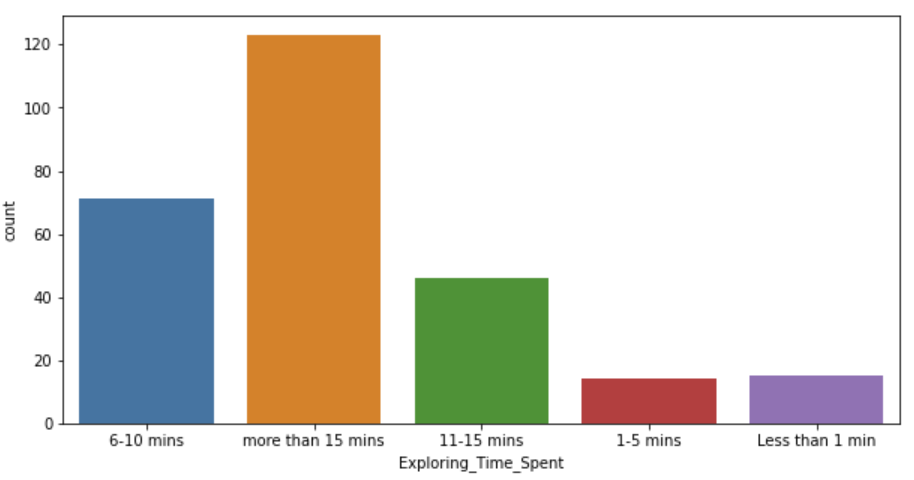 120
100
80
60
40
20
0
count
6-10 mins
more than 15 mins
11-15 mins
1-5 mins
Less than 1 min
Exploring_Time_Spent